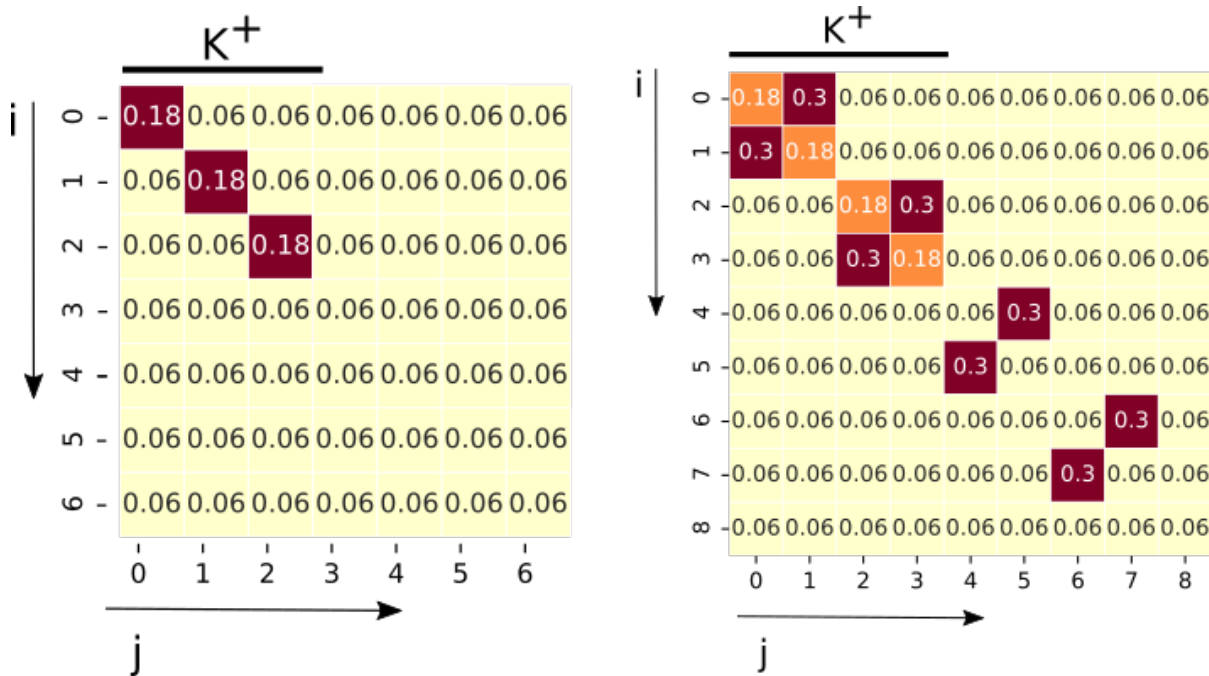 K+
i
0 - 0.18 0.06 0.06 0.06 0.06 0.06 0.06
1 - 0.06 0.18 0.06 0.06 0.06 0.06 0.06
2 - 0.06 0.06 0.18 0.06 0.06 0.06 0.06
3 - 0.06 0.06 0.06 0.06 0.06 0.06 0.06
4 - 0.06 0.06 0.06 0.06 0.06 0.06 0.06
5 - 0.06 0.06 0.06 0.06 0.06 0.06 0.06
6 - 0.06 0.06 0.06 0.06 0.06 0.06 0.06
0 1 2 3 4 5 6
j
K+
i
0 - 0.18 0.3 0.06 0.06 0.06 0.06 0.06 0.06 0.06
1 - 0.3 0.18 0.06 0.06 0.06 0.06 0.06 0.06 0.06
2 - 0.06 0.06 0.18 0.3 0.06 0.06 0.06 0.06 0.06
3 - 0.06 0.06 0.3 0.18 0.06 0.06 0.06 0.06 0.06
4 - 0.06 0.06 0.06 0.06 0.06 0.3 0.06 0.06 0.06
5 - 0.06 0.06 0.06 0.06 0.3 0.06 0.06 0.06 0.06
6 - 0.06 0.06 0.06 0.06 0.06 0.06 0.06 0.3 0.06
7 - 0.06 0.06 0.06 0.06 0.06 0.06 0.3 0.06 0.06
8 - 0.06 0.06 0.06 0.06 0.06 0.06 0.06 0.06 0.06
0 1 2 3 4 5 6 7 8
j